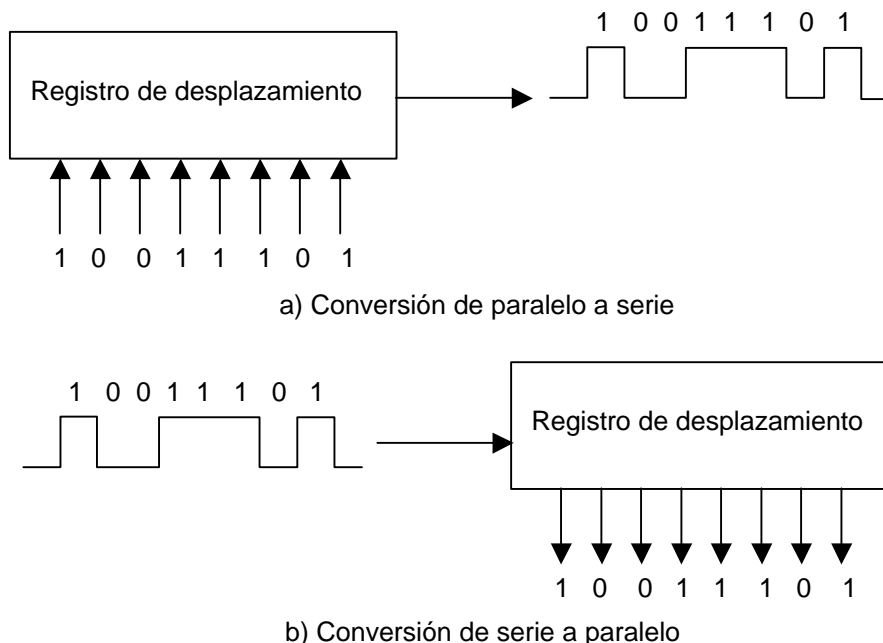 1 0 0 1 1 1 0 1
Registro de desplazamiento
1 0 0 1 1 1 0 1
a) Conversión de paralelo a serie
1 0 0 1 1 1 0 1
Registro de desplazamiento
1 0 0 1 1 1 0 1
b) Conversión de serie a paralelo